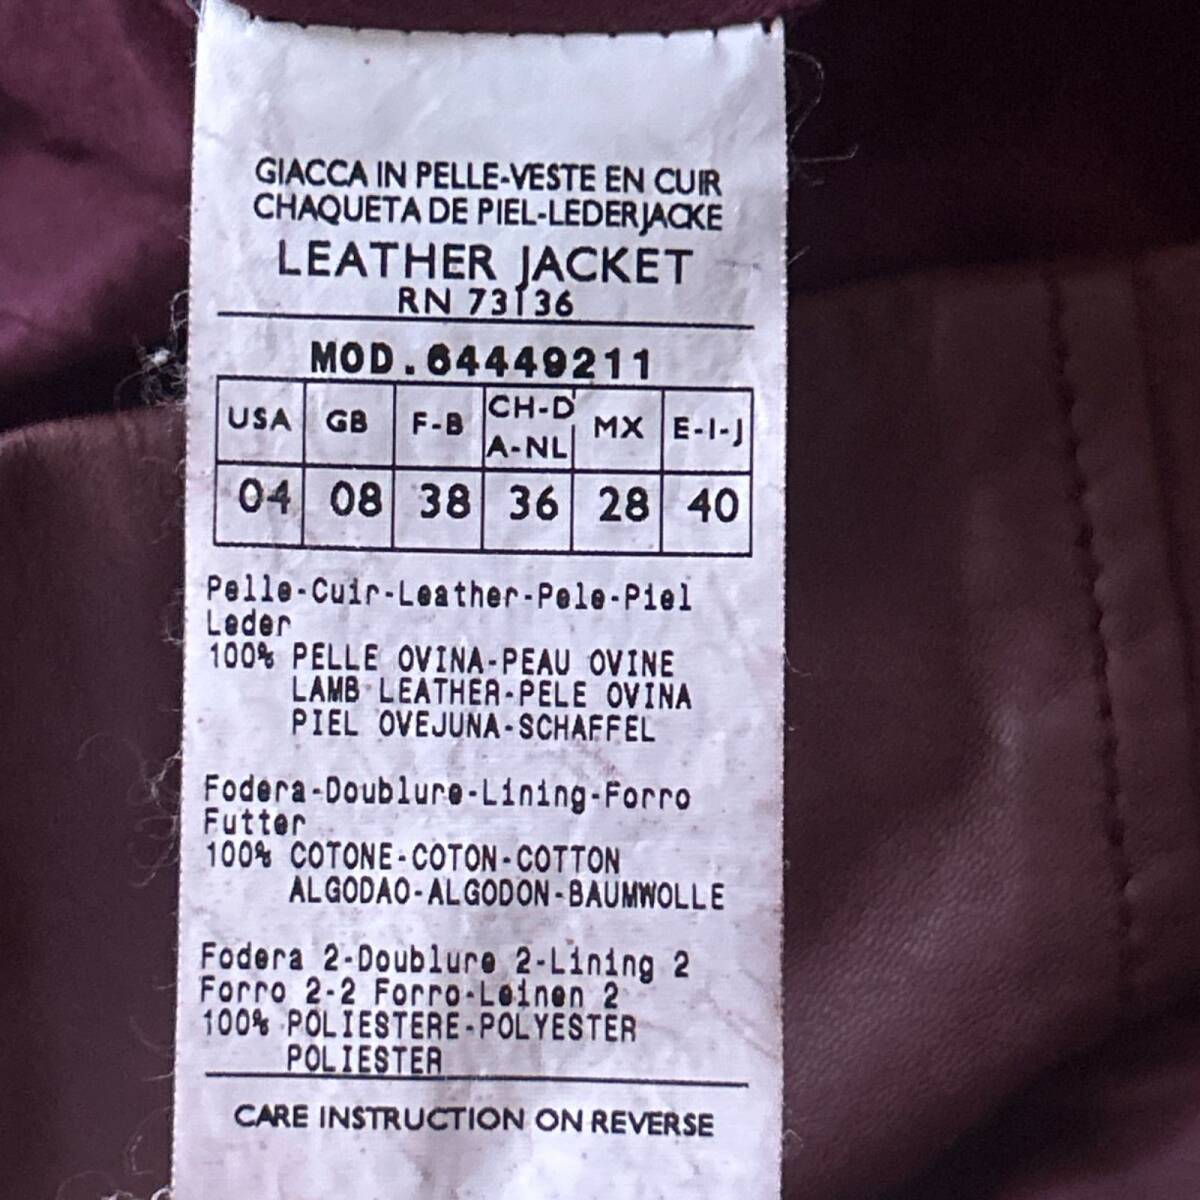 GIACCA IN PELLE-VESTE EN CUIR
CHAQUETA DE PIEL-LEDERJACKE
LEATHER JACKET
RN 73136
MOD.64449211
USA GB F-B CH-D A-NL MX E-I-J
04 08 38 36 28 40
Pelle-Cuir-Leather-Pele-Piel
Leder
100% PELLE OVINA-PEAU OVINE
LAMB LEATHER-PELE OVINA
PIEL OVEJUNA-SCHAFFEL
Fodera-Doublure-Lining-Forro
Futter
100% COTONE-COTON-COTTON
ALGODAO-ALGODON-BAUMWOLLE
Fodera 2-Doublure 2-Lining 2
Forro 2-2 Forro-Leinen 2
100% POLIESTERE-POLYESTER
POLIESTER
CARE INSTRUCTION ON REVERSE